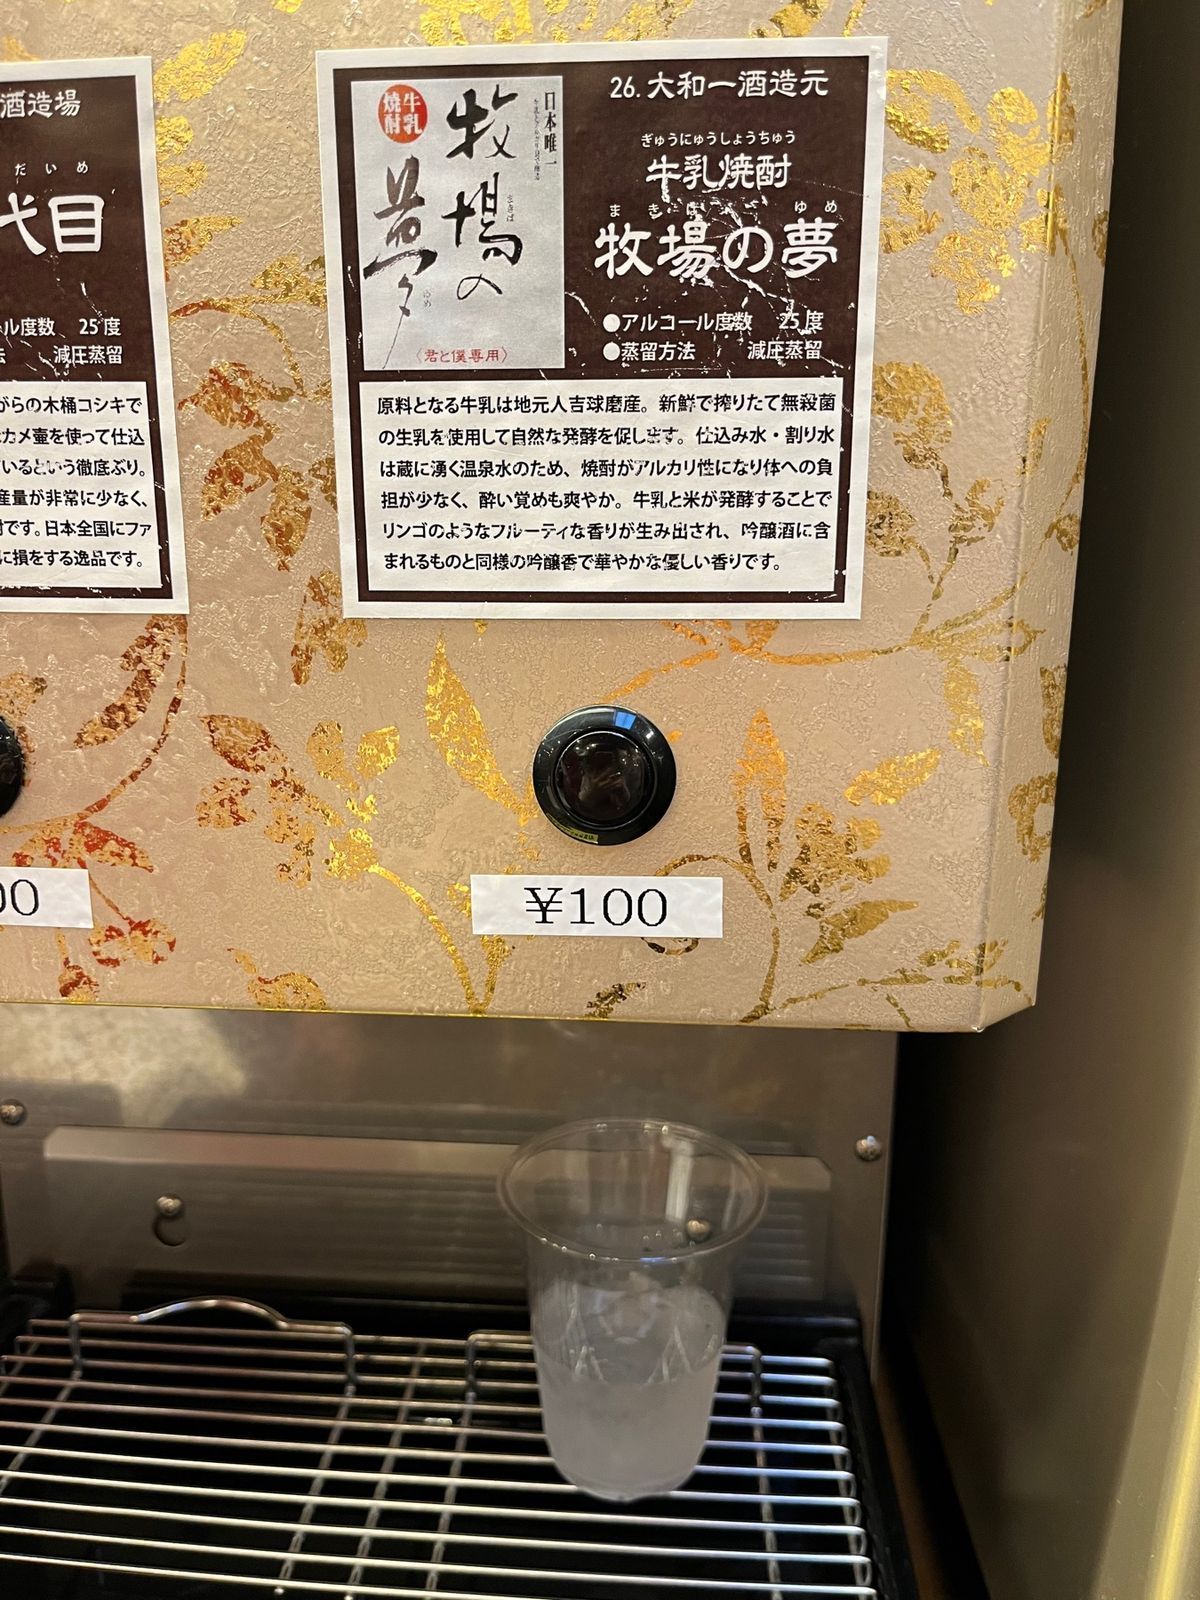 酒造場
だいめ
代目
ール度数 25度
法 減圧蒸留
がらの木桶コシキで
カメ壷を使って仕込
いるという徹底ぶり。
産量が非常に少なく、
酎です。日本全国にファ
に損をする逸品です。
00
牛乳焼酎
日本唯一
牧場の
まきば
夢
ゆめ
〈君と僕専用〉
26. 大和一酒造元
ぎゅうにゅうしょうちゅう
牛乳焼酎
まきば ゆめ
牧場の夢
●アルコール度数 25度
●蒸留方法 減圧蒸留
原料となる牛乳は地元人吉球磨産。新鮮で搾りたて無殺菌
の生乳を使用して自然な発酵を促します。仕込み水・割り水
は蔵に湧く温泉水のため、焼酎がアルカリ性になり体への負
担が少なく、酔い覚めも爽やか。牛乳と米が発酵することで
リンゴのようなフルーティな香りが生み出され、吟醸酒に含
まれるものと同様の吟醸香で華やかな優しい香りです。
¥100